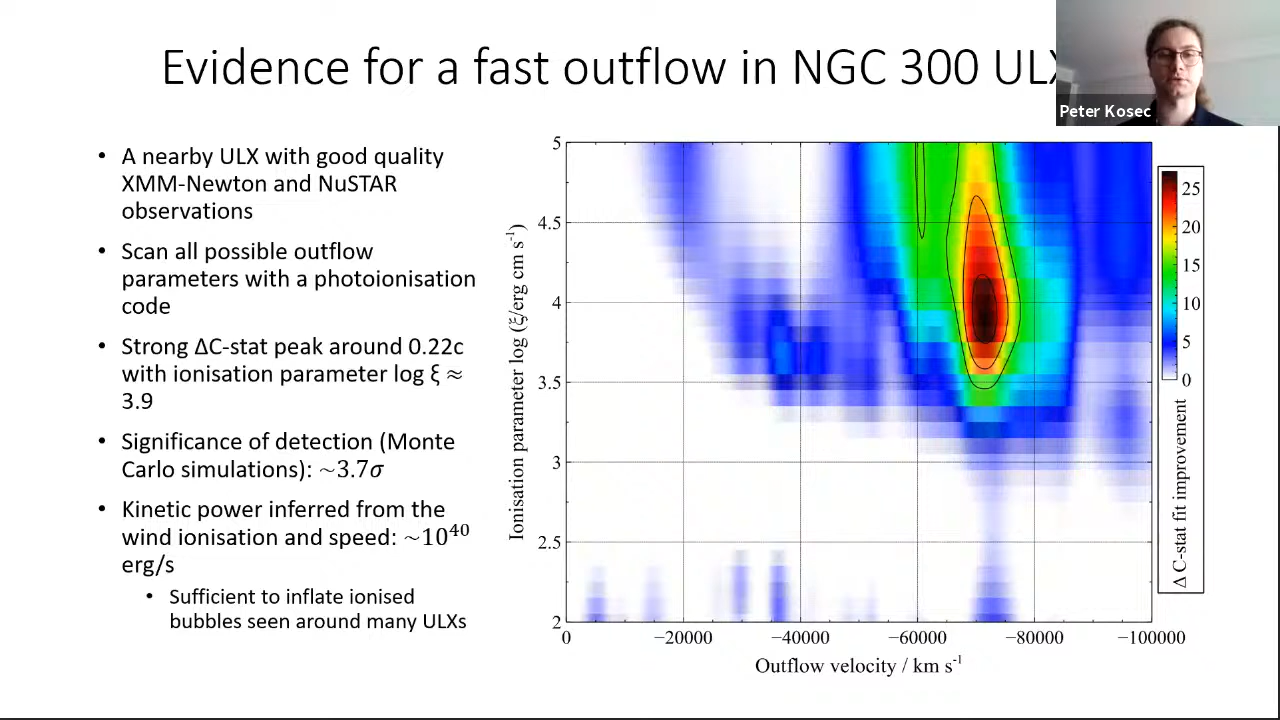 Evidence for a fast outflow in NGC 300 ULX
Peter Kosec
• A nearby ULX with good quality
XMM-Newton and NuSTAR
observations
• Scan all possible outflow
parameters with a photoionisation
code
• Strong ΔC-stat peak around 0.22c
with ionisation parameter log ξ ≈
3.9
• Significance of detection (Monte
Carlo simulations): ~3.7σ
• Kinetic power inferred from the
wind ionisation and speed: ~10⁴⁰
erg/s
• Sufficient to inflate ionised
bubbles seen around many ULXs
Ionisation parameter log (ξ/erg cm s⁻¹)
5
4.5
4
3.5
3
2.5
2
0 −20000 −40000 −60000 −80000 −100000
Outflow velocity / km s⁻¹
25
20
15
10
5
0
Δ C-stat fit improvement